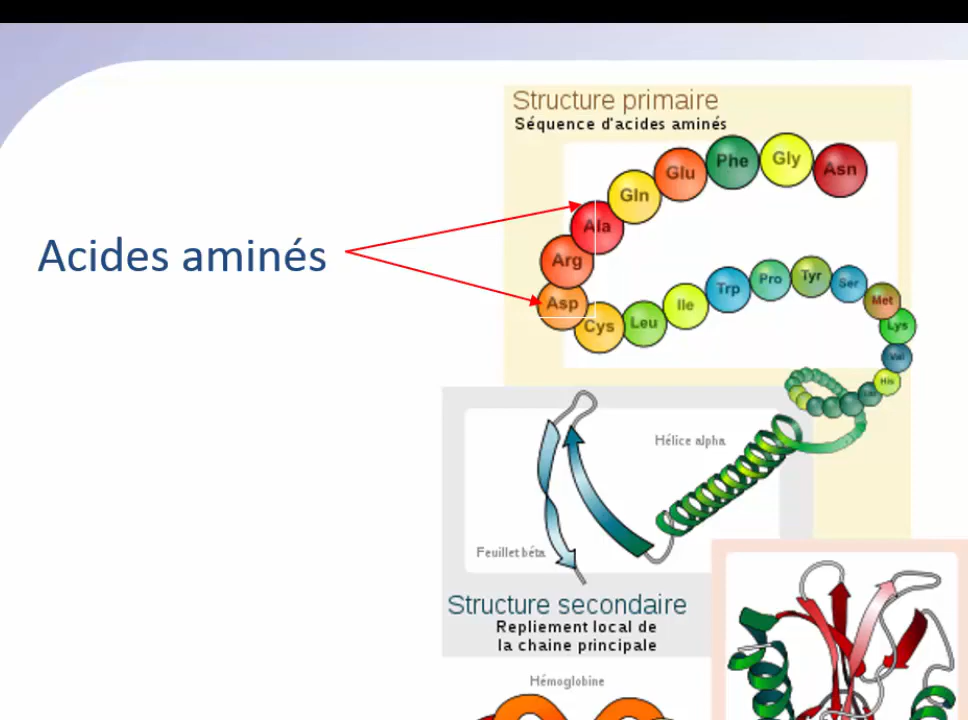 Structure primaire
Séquence d'acides aminés
Asn
Gly
Phe
Glu
Gln
Ala
Arg
Asp
Cys
Leu
Ile
Trp
Pro
Tyr
Ser
Met
Lys
Val
His
Acides aminés
Hélice alpha
Feuillet béta
Structure secondaire
Repliement local de
la chaine principale
Hémoglobine